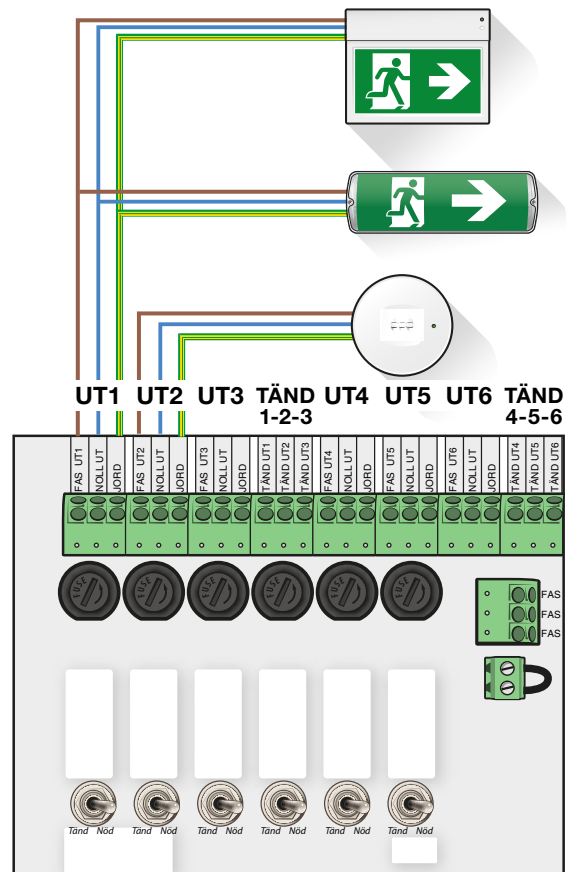 UT1 UT2 UT3 TÄND 1-2-3 UT4 UT5 UT6 TÄND 4-5-6
FAS UT1
NOLL UT
JORD
FAS UT2
NOLL UT
JORD
FAS UT3
NOLL UT
JORD
TÄND UT1
TÄND UT2
TÄND UT3
FAS UT4
NOLL UT
JORD
FAS UT5
NOLL UT
JORD
FAS UT6
NOLL UT
JORD
TÄND UT4
TÄND UT5
TÄND UT6
FUSE FUSE FUSE FUSE FUSE FUSE
FAS
FAS
FAS
Tänd Nöd Tänd Nöd Tänd Nöd Tänd Nöd Tänd Nöd Tänd Nöd